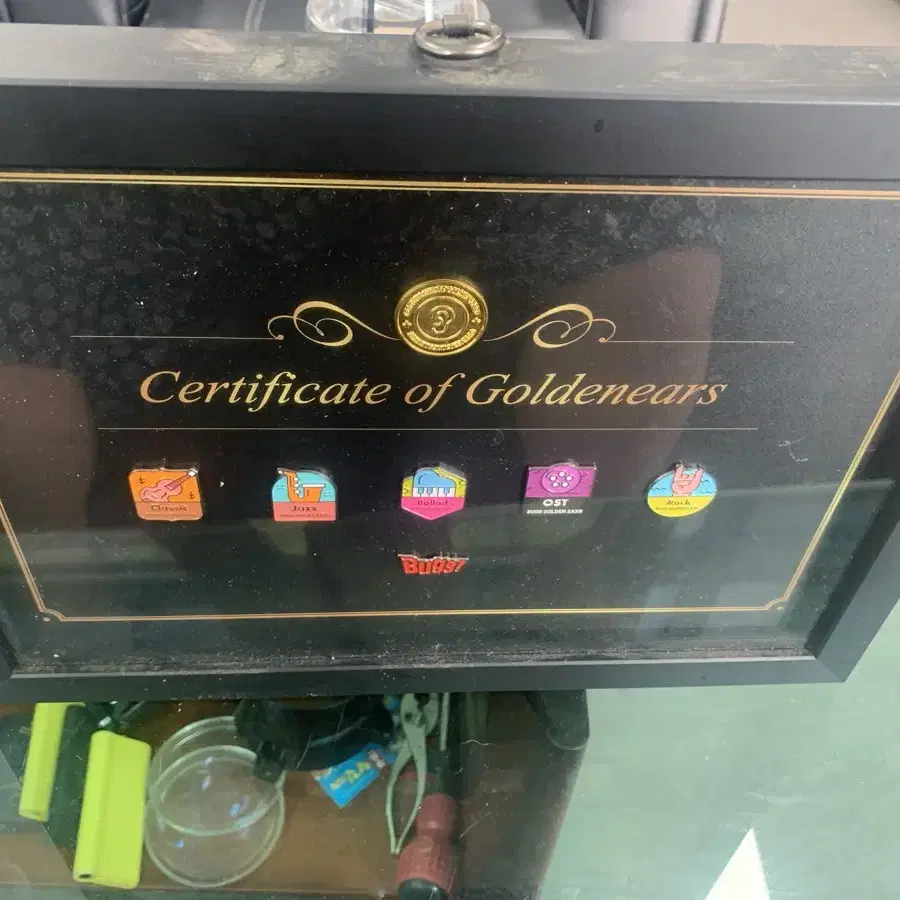 Certificate of Goldenears
Classic
Jazz
Ballad
OST
BUGS GOLDEN EARS
Rock
Bugs!